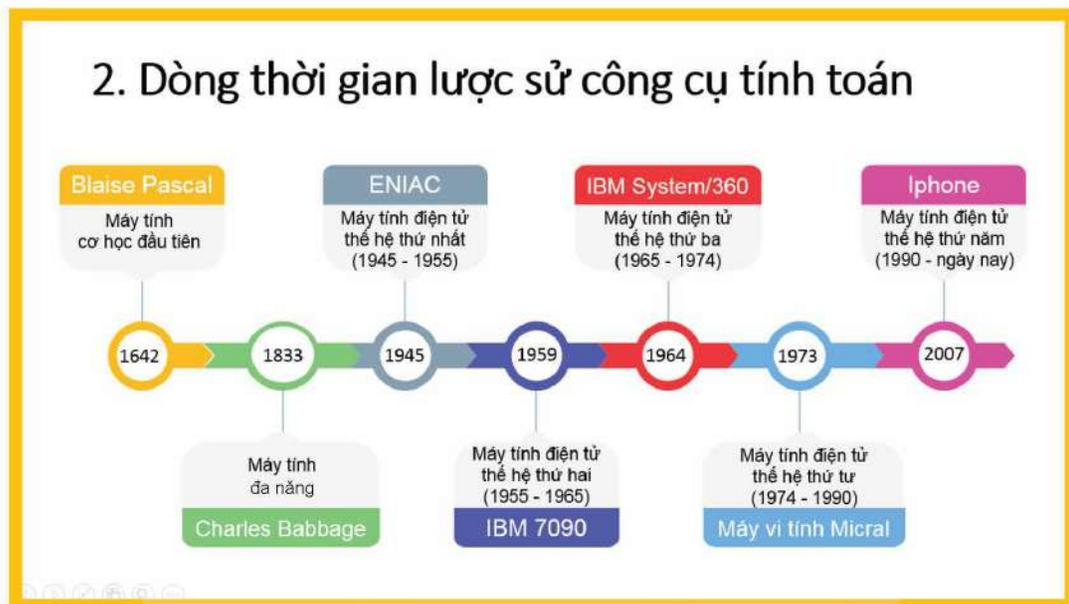 2. Dòng thời gian lược sử công cụ tính toán
Blaise Pascal
Máy tính
cơ học đầu tiên
ENIAC
Máy tính điện tử
thế hệ thứ nhất
(1945 - 1955)
IBM System/360
Máy tính điện tử
thế hệ thứ ba
(1965 - 1974)
Iphone
Máy tính điện tử
thế hệ thứ năm
(1990 - ngày nay)
1642
1833
1945
1959
1964
1973
2007
Máy tính
đa năng
Charles Babbage
Máy tính điện tử
thế hệ thứ hai
(1955 - 1965)
IBM 7090
Máy tính điện tử
thế hệ thứ tư
(1974 - 1990)
Máy vi tính Micral